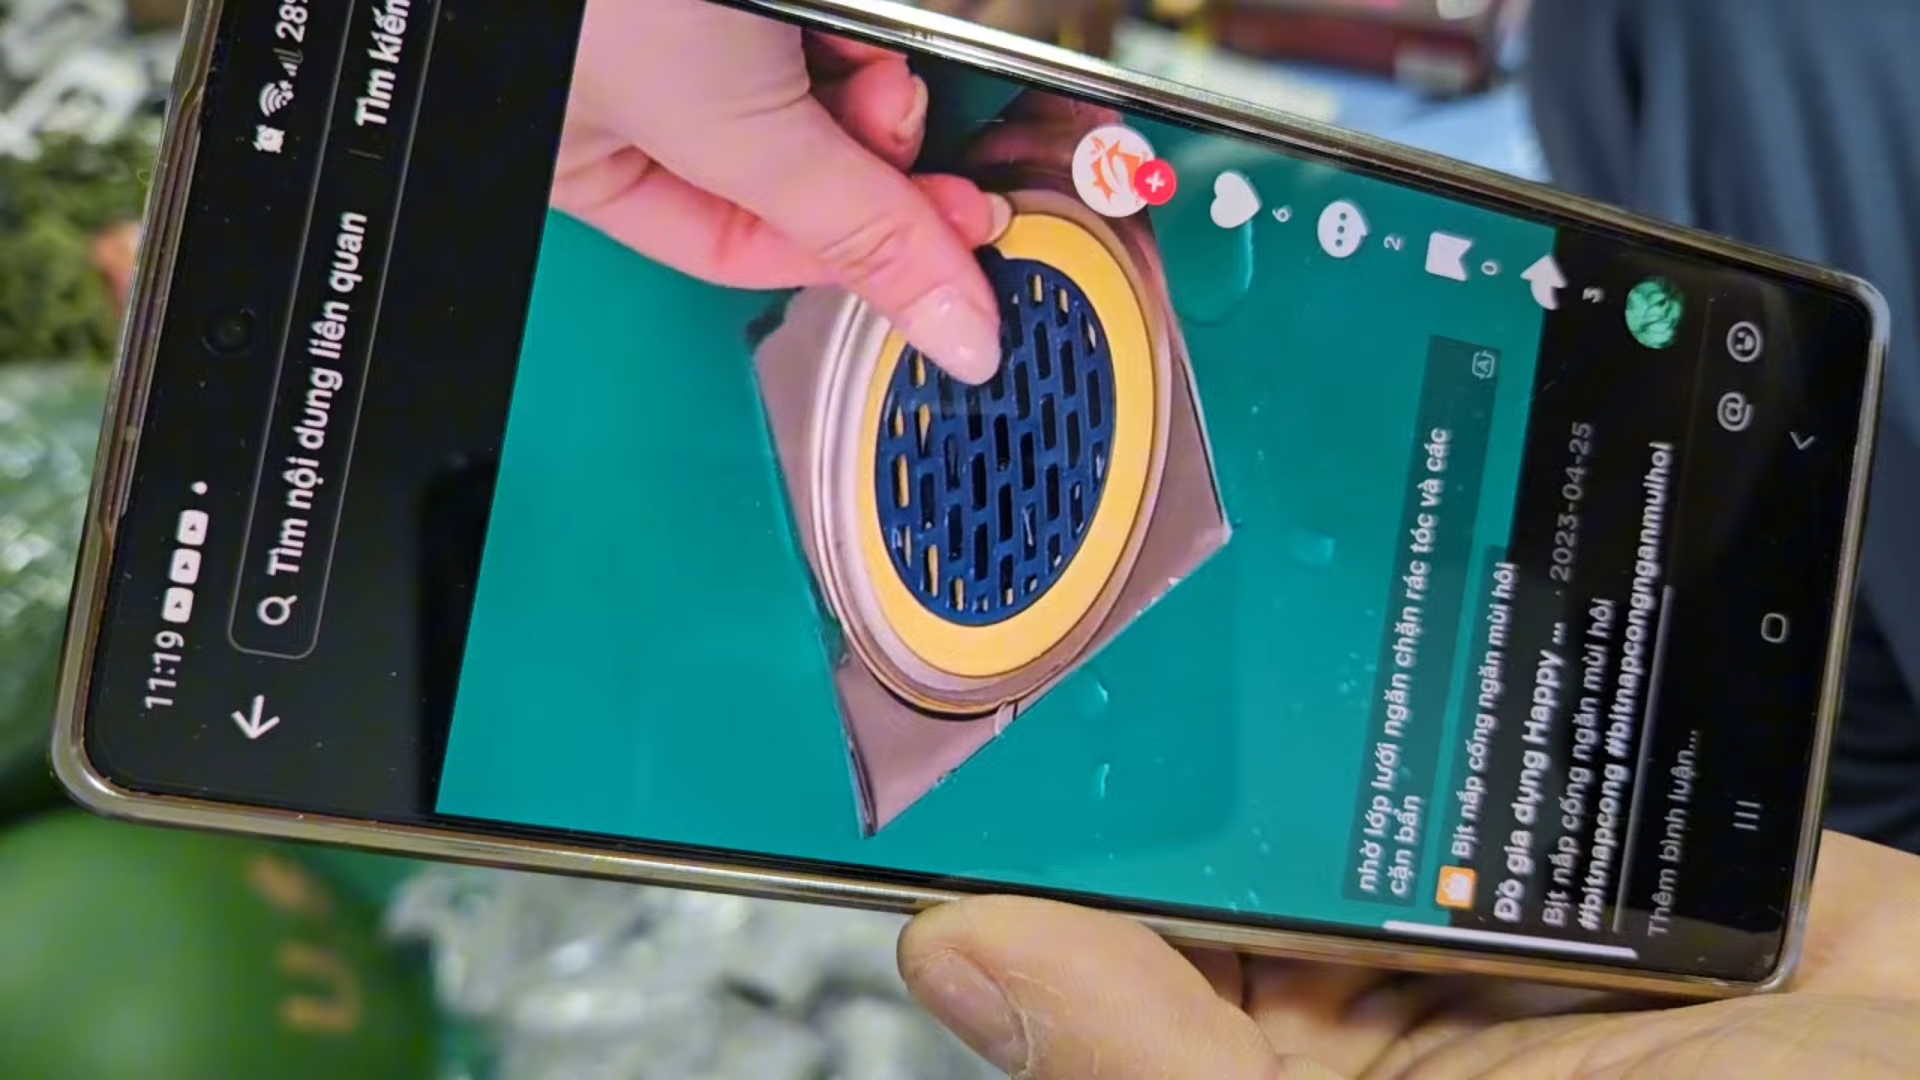 11:19
28
Tìm nội dung liên quan
Tìm kiếm
6
2
0
3
nhờ lớp lưới ngăn chặn rác tóc và các
cặn bẩn
Bịt nắp cống ngăn mùi hôi
Đồ gia dụng Happy ... · 2023-04-25
Bịt nắp cống ngăn mùi hôi
#bitnapcong #bitnapcongnganmuihoi
Thêm bình luận...
@